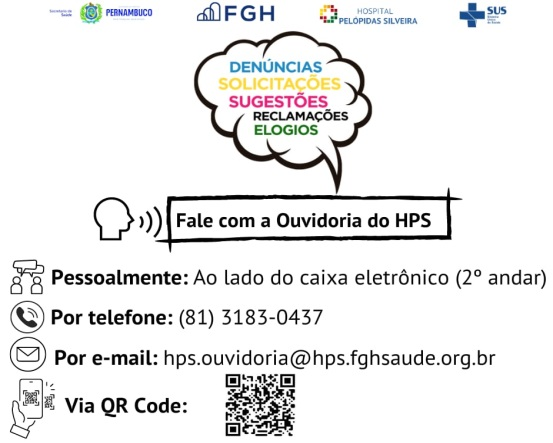 Secretaria de
Saúde
PERNAMBUCO
FGH
HOSPITAL
PELÓPIDAS SILVEIRA
SUS
DENÚNCIAS
SOLICITAÇÕES
SUGESTÕES
RECLAMAÇÕES
ELOGIOS
Fale com a Ouvidoria do HPS
Pessoalmente: Ao lado do caixa eletrônico (2º andar)
Por telefone: (81) 3183-0437
Por e-mail: hps.ouvidoria@hps.fghsaude.org.br
Via QR Code: